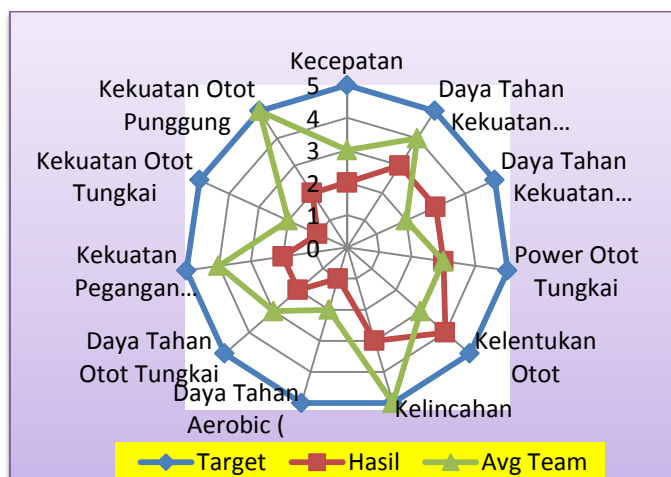 Kecepatan
Daya Tahan
Kekuatan...
Daya Tahan
Kekuatan...
Power Otot
Tungkai
Kelentukan
Otot
Kelincahan
Daya Tahan
Aerobic (
Daya Tahan
Otot Tungkai
Kekuatan
Pegangan...
Kekuatan Otot
Tungkai
Kekuatan Otot
Punggung
5
4
3
2
1
0
Target
Hasil
Avg Team